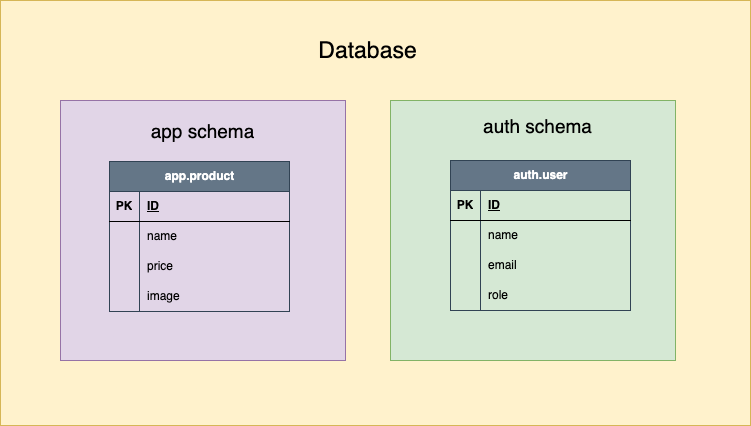 Database
app schema
app.product
PK ID
name
price
image
auth schema
auth.user
PK ID
name
email
role